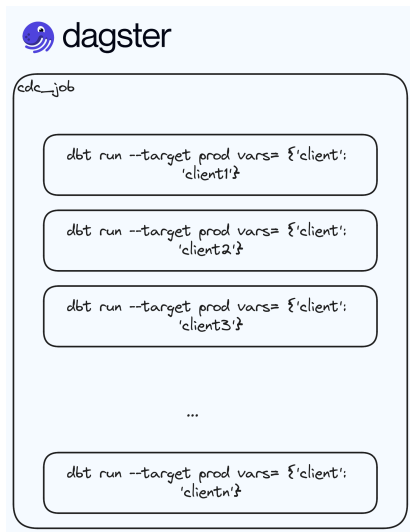 dagster
cdc_job
dbt run --target prod vars= {'client':
'client1'}
dbt run --target prod vars= {'client':
'client2'}
dbt run --target prod vars= {'client':
'client3'}
...
dbt run --target prod vars= {'client':
'clientn'}